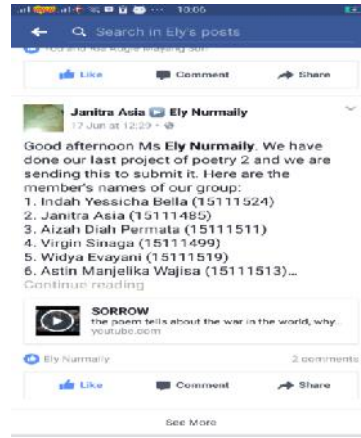 10:06
Search in Ely's posts
Like Comment Share
Janitra Asia Ely Nurmaily
17 Jun at 12:29
Good afternoon Ms Ely Nurmaily. We have
done our last project of poetry 2 and we are
sending this to submit it. Here are the
member's names of our group:
1. Indah Yessicha Bella (15111524)
2. Janitra Asia (15111485)
3. Aizah Diah Permata (15111511)
4. Virgin Sinaga (15111499)
5. Widya Evayani (15111519)
6. Astin Manjelika Wajisa (15111513)...
Continue reading
SORROW
the poem tells about the war in the world, why..
youtube.com
Ely Nurmaily 2 comments
Like Comment Share
See More